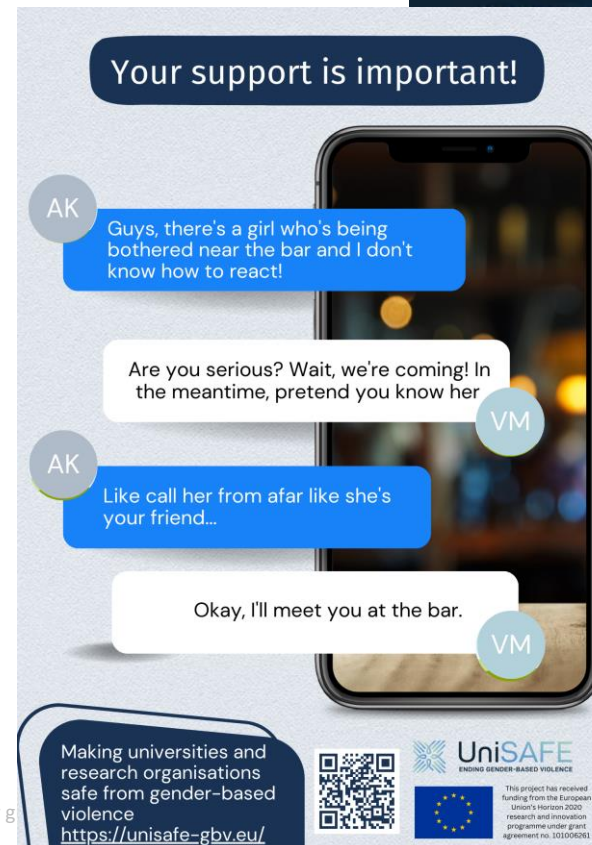 Your support is important!
AK
Guys, there's a girl who's being
bothered near the bar and I don't
know how to react!
Are you serious? Wait, we're coming! In
the meantime, pretend you know her
VM
AK
Like call her from afar like she's
your friend...
Okay, I'll meet you at the bar.
VM
Making universities and
research organisations
safe from gender-based
violence
https://unisafe-gbv.eu/
UniSAFE
ENDING GENDER-BASED VIOLENCE
This project has received
funding from the European
Union's Horizon 2020
research and innovation
programme under grant
agreement no. 101006261
g